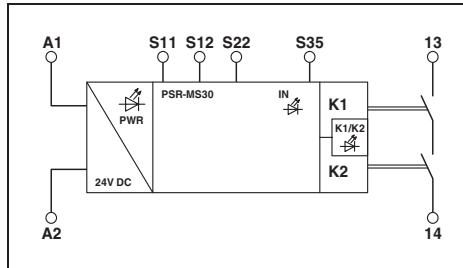 A1 S11 S12 S22 S35 13
PSR-MS30 IN
PWR
K1
K1/K2
K2
24V DC
A2 14